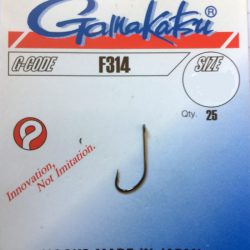 Gamakatsu®
G-CODE F314 SIZE
Qty. 25
Innovation,
Not Imitation.